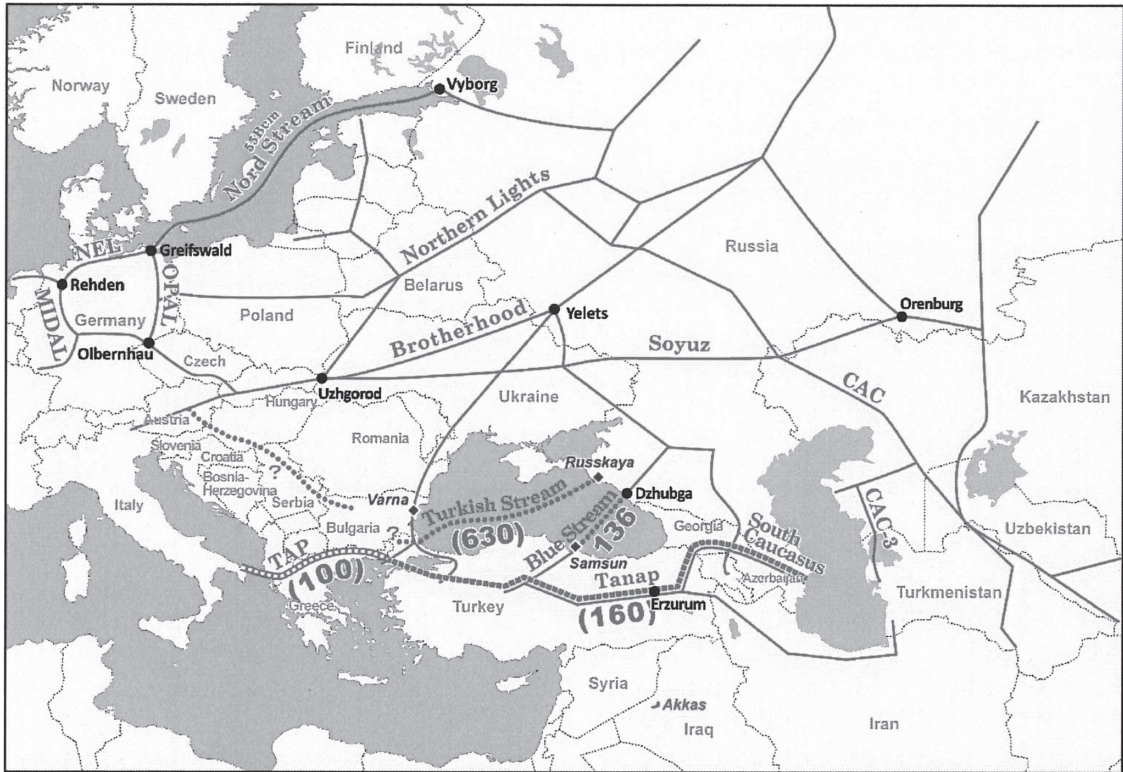 Finland
Norway
Sweden
Vyborg
55Bcm
Nord Stream
Northern Lights
NEL
Greifswald
Russia
Rehden
OPAL
Belarus
MIDAL
Germany
Poland
Brotherhood
Yelets
Orenburg
Olbernhau
Czech
Soyuz
Uzhgorod
CAC
Hungary
Ukraine
Kazakhstan
Austria
Romania
Slovenia
Croatia
?
Russkaya
Bosnia-
Herzegovina
Varna
Serbia
Turkish Stream
Dzhubga
Italy
Bulgaria
?
(630)
Blue Stream
136
Georgia
South
Caucasus
CAC-3
Uzbekistan
TAP
(100)
Samsun
Tanap
Azerbaijan
Turkmenistan
Greece
Turkey
(160)
Erzurum
Syria
Akkas
Iraq
Iran